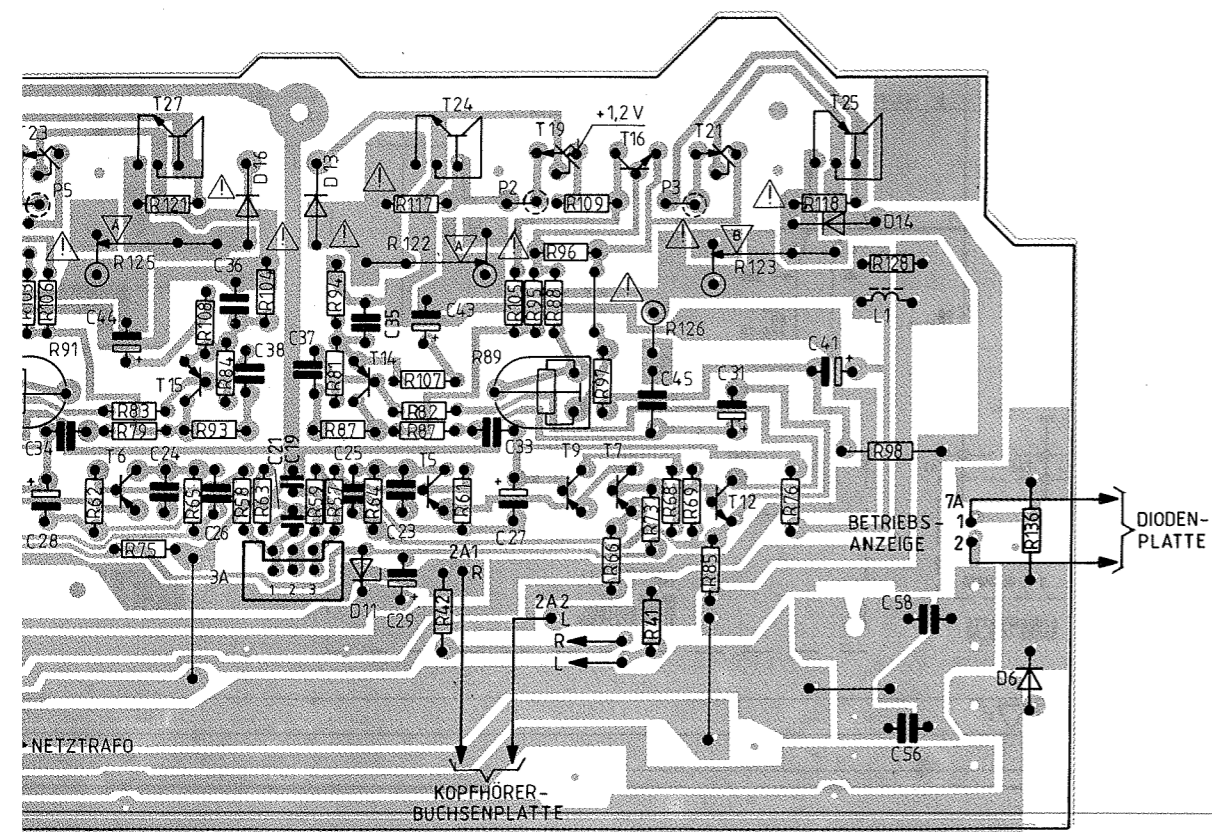 T27
T24
+1,2 V
T25
T19
T16
T21
P5
D16
D13
P2
P3
R121
R117
R109
R118
D14
A
R125
R122
A
R96
B
R123
R128
C36
R104
R94
R106
R105
R95
R88
L1
C44
R108
C35
C43
R126
R91
R84
C38
C37
R81
T14
R89
R97
C41
T15
R107
C45
C31
R83
R82
R79
R93
R87
R87
C34
C33
R98
C21
C19
T6
C24
C25
T5
T9
T7
R62
R65
R58
R63
R59
R57
R64
R61
R73
R68
R69
T12
R76
C28
C26
C23
C27
7A
1
2
BETRIEBS-
ANZEIGE
R136
DIODEN-
PLATTE
R75
3A
1 2 3
D11
C29
2A1
R
R42
R66
R85
2A2
L
R
L
R41
C58
D6
C56
NETZTRAFO
KOPFHÖRER-
BUCHSENPLATTE